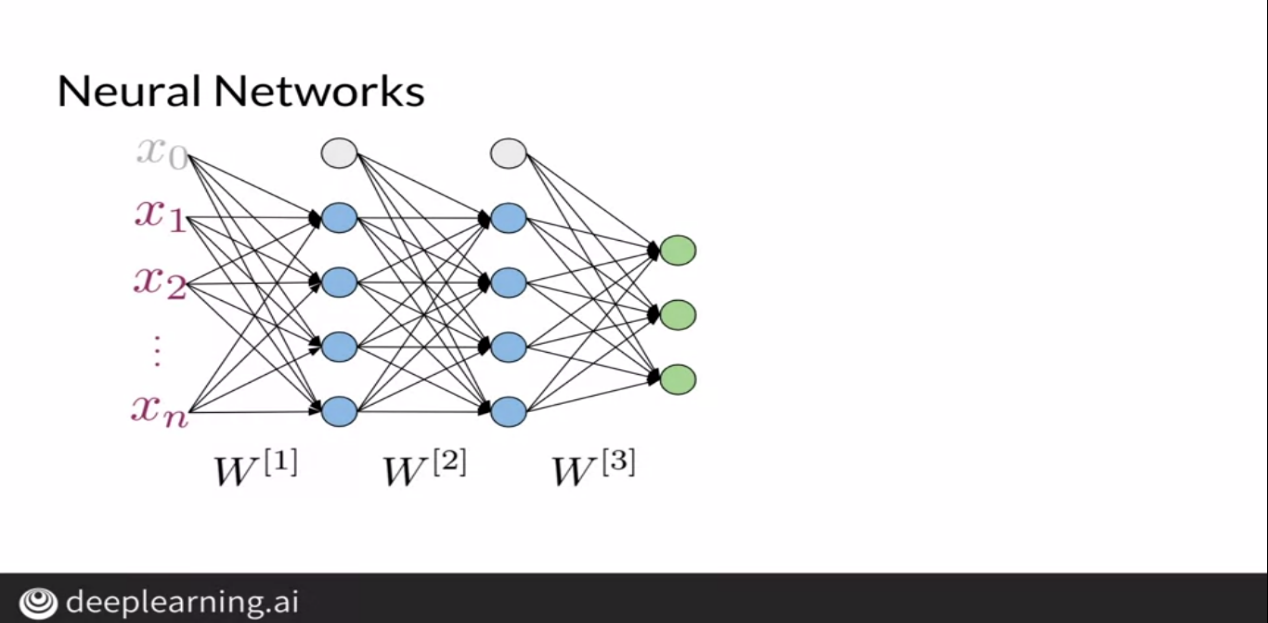 Neural Networks
x₀
x₁
x₂
⋮
xₙ
W^[1] W^[2] W^[3]
deeplearning.ai